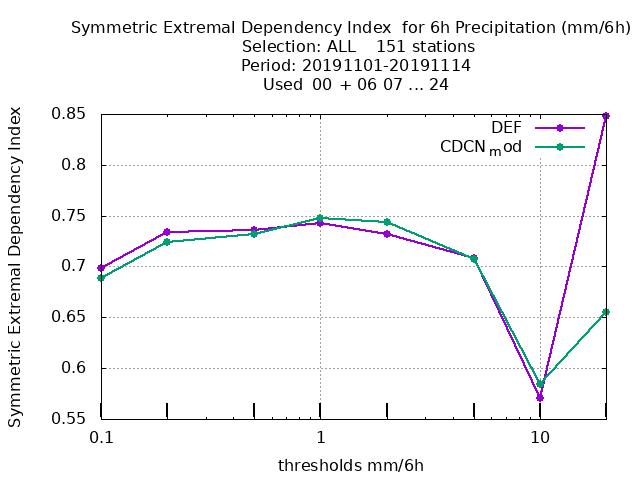 Symmetric Extremal Dependency Index  for 6h Precipitation (mm/6h)
Selection: ALL    151 stations
Period: 20191101-20191114
Used  00  + 06 07 ... 24
Symmetric Extremal Dependency Index
0.85
0.8
0.75
0.7
0.65
0.6
0.55
DEF
CDCNmod
0.1
1
10
thresholds mm/6h